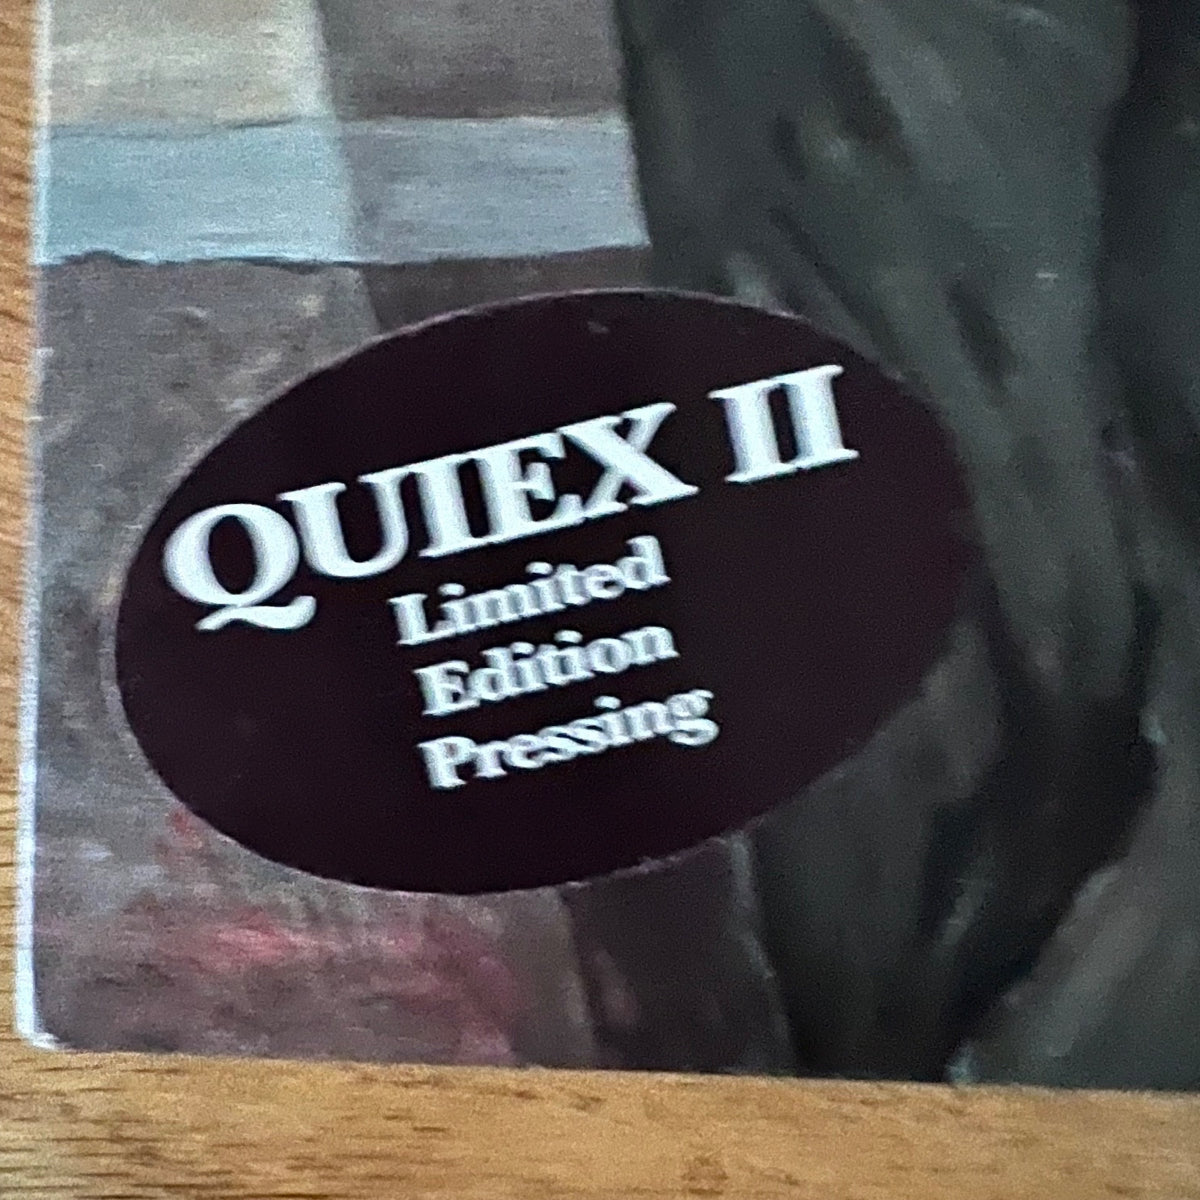 QUIEX II
Limited
Edition
Pressing